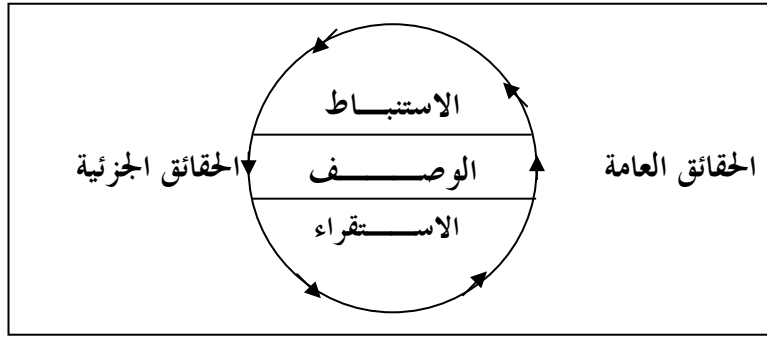 الاستنباط
الحقائق العامة
الوصف
الحقائق الجزئية
الاستقراء